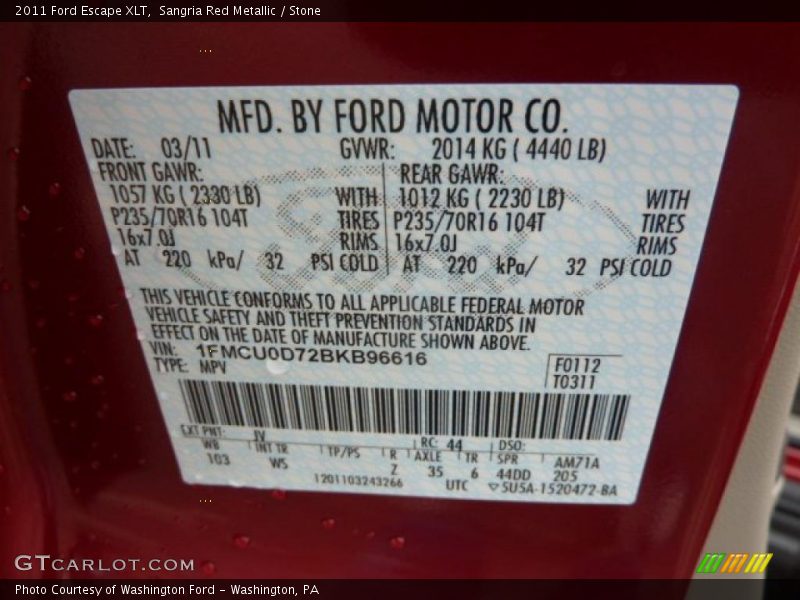 2011 Ford Escape XLT,  Sangria Red Metallic / Stone
MFD. BY FORD MOTOR CO.
DATE: 03/11 GVWR: 2014 KG ( 4440 LB)
FRONT GAWR: REAR GAWR:
1057 KG ( 2330 LB) WITH 1012 KG ( 2230 LB) WITH
P235/70R16 104T TIRES P235/70R16 104T TIRES
16x7.0J RIMS 16x7.0J RIMS
AT 220 kPa/ 32 PSI COLD AT 220 kPa/ 32 PSI COLD
THIS VEHICLE CONFORMS TO ALL APPLICABLE FEDERAL MOTOR
VEHICLE SAFETY AND THEFT PREVENTION STANDARDS IN
EFFECT ON THE DATE OF MANUFACTURE SHOWN ABOVE.
VIN: 1FMCU0D72BKB96616
TYPE: MPV
F0112
T0311
EXT PNT: JV RC: 44 DSO:
WB INT TR TP/PS R AXLE TR SPR AM71A
103 WS Z 35 6 44DD 205
1201103243266 UTC ▽5U5A-1520472-BA
GTCARLOT.COM
Photo Courtesy of Washington Ford - Washington, PA